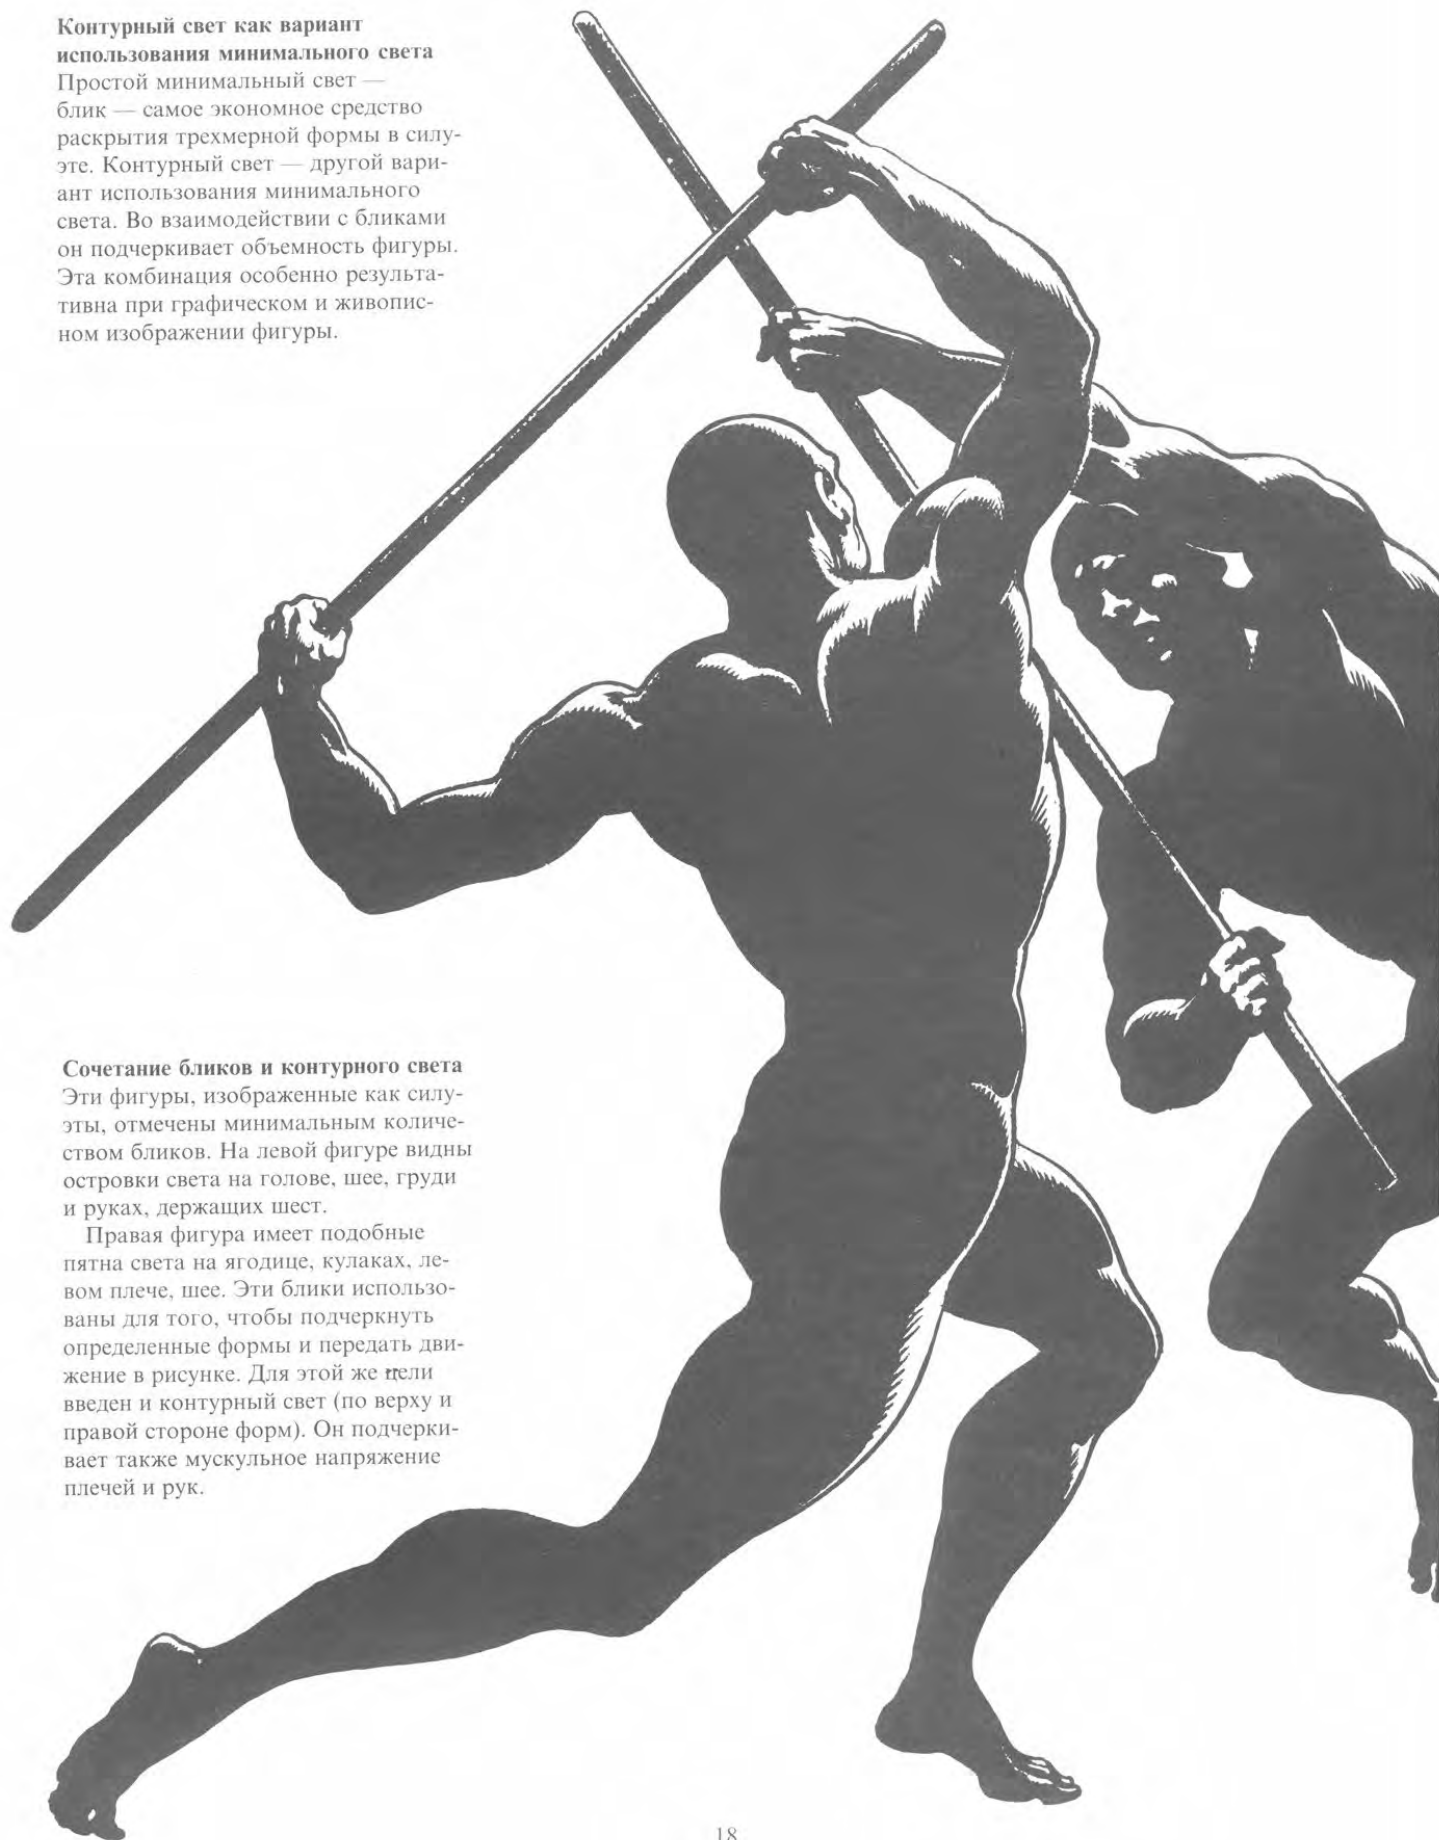 Контурный свет как вариант
использования минимального света
Простой минимальный свет —
блик — самое экономное средство
раскрытия трехмерной формы в силу-
эте. Контурный свет — другой вари-
ант использования минимального
света. Во взаимодействии с бликами
он подчеркивает объемность фигуры.
Эта комбинация особенно результа-
тивна при графическом и живопис-
ном изображении фигуры.
Сочетание бликов и контурного света
Эти фигуры, изображенные как силу-
эты, отмечены минимальным количе-
ством бликов. На левой фигуре видны
островки света на голове, шее, груди
и руках, держащих шест.
Правая фигура имеет подобные
пятна света на ягодице, кулаках, ле-
вом плече, шее. Эти блики использо-
ваны для того, чтобы подчеркнуть
определенные формы и передать дви-
жение в рисунке. Для этой же цели
введен и контурный свет (по верху и
правой стороне форм). Он подчерки-
вает также мускульное напряжение
плечей и рук.
18